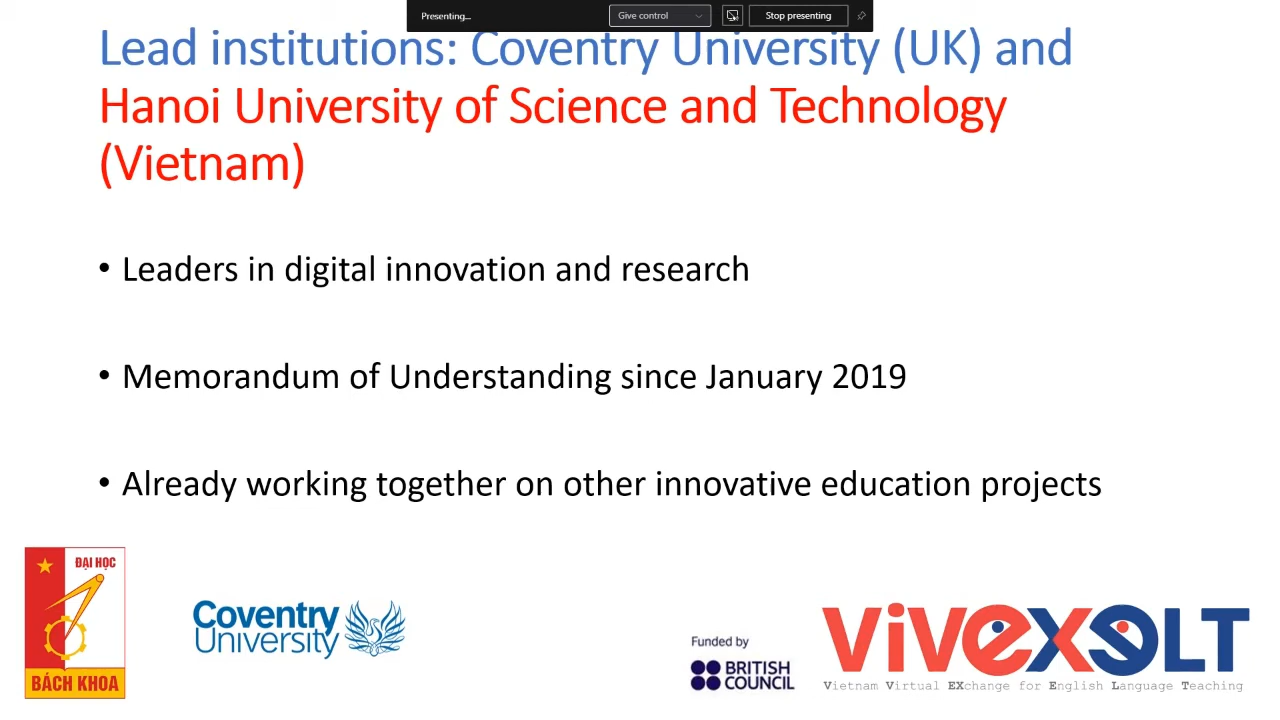 Presenting...
Give control
Stop presenting
Lead institutions: Coventry University (UK) and
Hanoi University of Science and Technology
(Vietnam)
• Leaders in digital innovation and research
• Memorandum of Understanding since January 2019
• Already working together on other innovative education projects
ĐẠI HỌC
BÁCH KHOA
Coventry
University
Funded by
BRITISH
COUNCIL
ViVEXELT
Vietnam Virtual EXchange for English Language Teaching